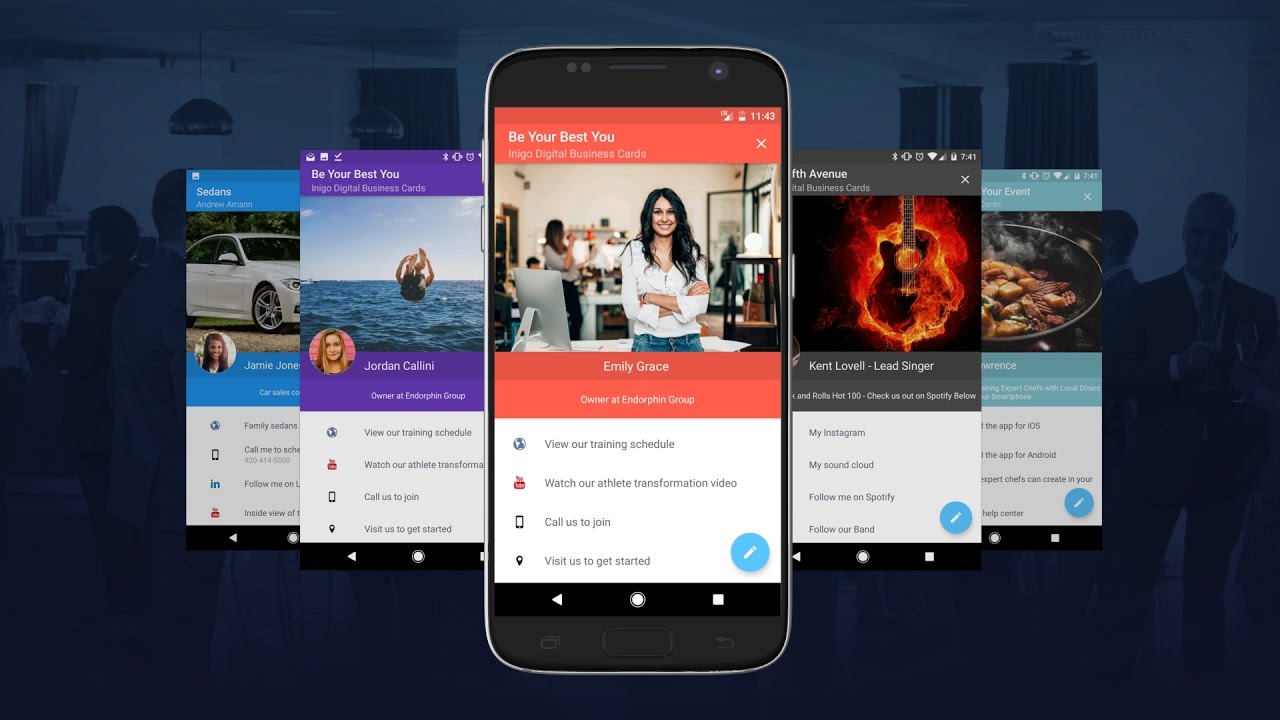 Sedans
Andrew Amann
Jamie Jones
Car sales co
Family sedans
Call me to sche
920-414-5000
Follow me on L
Inside view of t
Be Your Best You
Inigo Digital Business Cards
Jordan Callini
Owner at Endorphin Group
View our training schedule
Watch our athlete transforma
Call us to join
Visit us to get started
11:43
Be Your Best You
Inigo Digital Business Cards
Emily Grace
Owner at Endorphin Group
View our training schedule
Watch our athlete transformation video
Call us to join
Visit us to get started
7:41
fth Avenue
ital Business Cards
Kent Lovell - Lead Singer
k and Rolls Hot 100 - Check us out on Spotify Below
My Instagram
My sound cloud
Follow me on Spotify
Follow our Band
7:41
Your Event
Cards
wrence
airing Expert Chefs with Local Diners
ur Smartphone
d the app for iOS
d the app for Android
expert chefs can create in your
help center